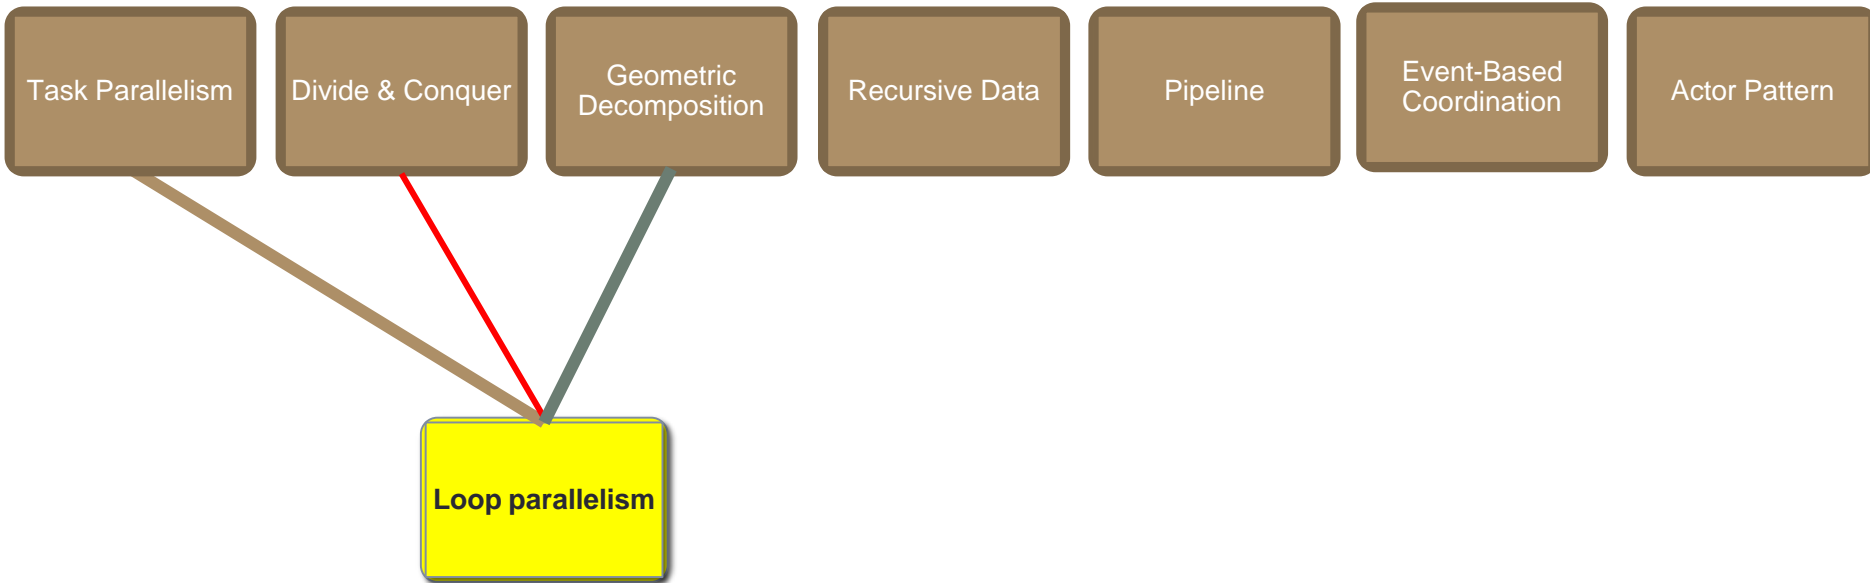 Task Parallelism
Divide & Conquer
Geometric
Decomposition
Recursive Data
Pipeline
Event-Based
Coordination
Actor Pattern
Loop parallelism